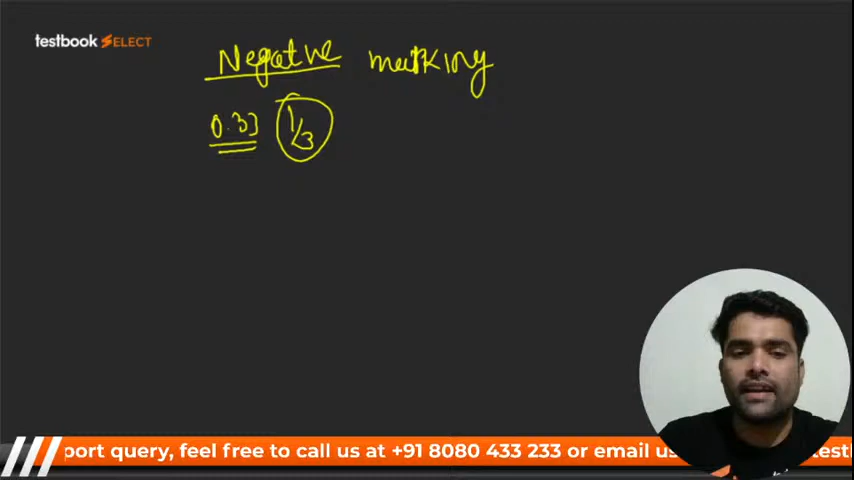 testbook SELECT
Negative marking
0.33 1/3
port query, feel free to call us at +91 8080 433 233 or email us